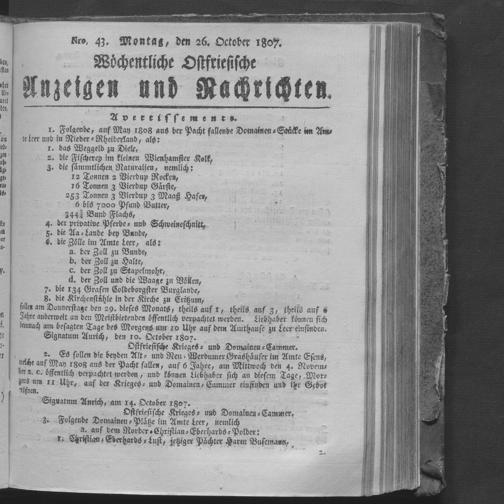 Nro. 43. Montag, den 26. October 1807.
Wöchentliche Ostfriesische
Anzeigen und Nachrichten.
Avertissements.
1. Folgende, auf May 1808 aus der Pacht fallende Domainen-Stücke im Am-
te Leer und in Nieder-Rheiderland, als:
1. das Weggeld zu Diele,
2. die Fischerey im kleinen Wienhamster Kolk,
3. die sämmtlichen Naturalien, nemlich:
12 Tonnen 2 Vierdup Rocken,
16 Tonnen 3 Vierdup Gärste,
253 Tonnen 3 Vierdup 3 Maaß Hafer,
6 bis 7000 Pfund Butter,
344½ Bund Flachs,
4. der privative Pferde- und Schweineschnitt,
5. die Aa-Lande bey Bunde,
6. die Zölle im Amte Leer, als:
a. der Zoll zu Bunde,
b. der Zoll zu Halte,
c. der Zoll zu Stapelmohr,
d. der Zoll und die Waage zu Völlen,
7. die 134 Grasen Coldeborgster Burglande,
8. die Kirchenstühle in der Kirche zu Critzum,
sollen am Donnerstage den 29. dieses Monats, theils auf 1, theils auf 3, theils auf 6
Jahre anderweit an den Meistbietenden öffentlich verpachtet werden. Liebhaber können sich
demnach am besagten Tage des Morgens um 10 Uhr auf dem Amthause zu Leer einfinden.
Signatum Aurich, den 10. October 1807.
Ostfriesische Krieges- und Domainen-Cammer.
2. Es sollen die beyden Alt- und Neu-Werdumer Grashäuser im Amte Esens,
welche auf May 1808 aus der Pacht fallen, auf 6 Jahre, am Mittwoch den 4. Novem-
ber a. c. öffentlich verpachtet werden, und können Liebhaber sich an diesem Tage, Mor-
gens um 11 Uhr, auf der Krieges- und Domainen-Cammer einfinden und ihr Gebot
Signatum Aurich, am 14. October 1807.
Ostfriesische Krieges- und Domainen-Cammer.
3. Folgende Domainen-Plätze im Amte Leer, nemlich
a. auf dem Norder-Christian-Eberhards-Polder:
1. Christian-Eberhards-Lust, jetziger Pächter Harm Busemann,
2.